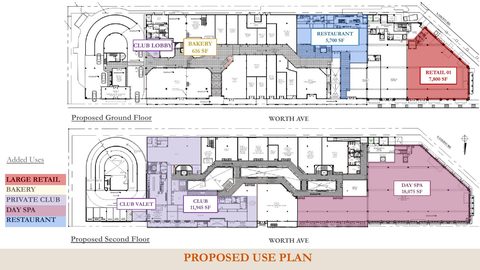 CLUB LOBBY
BAKERY
636 SF
RESTAURANT
5,700 SF
RETAIL 01
7,800 SF
Proposed Ground Floor
WORTH AVE
Added Uses
LARGE RETAIL
BAKERY
PRIVATE CLUB
DAY SPA
RESTAURANT
CLUB VALET
CLUB
11,945 SF
DAY SPA
18,075 SF
Proposed Second Floor
WORTH AVE
PROPOSED USE PLAN